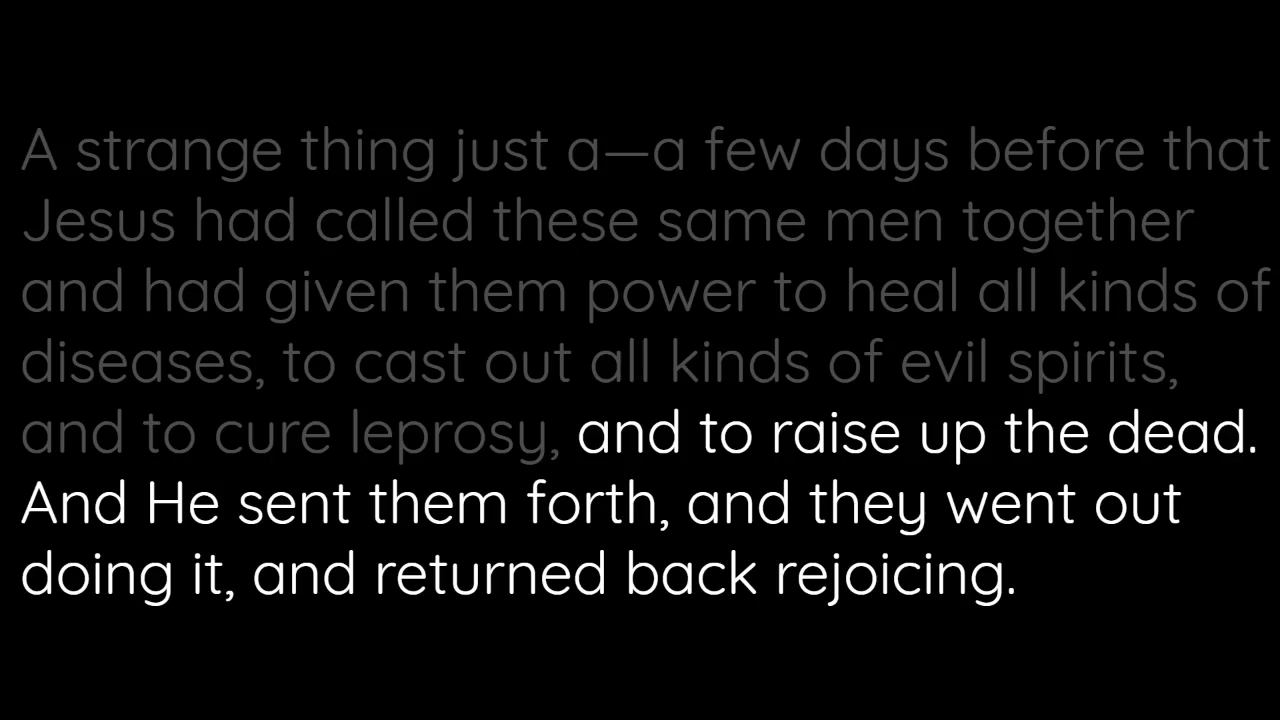 A strange thing just a—a few days before that
Jesus had called these same men together
and had given them power to heal all kinds of
diseases, to cast out all kinds of evil spirits,
and to cure leprosy, and to raise up the dead.
And He sent them forth, and they went out
doing it, and returned back rejoicing.